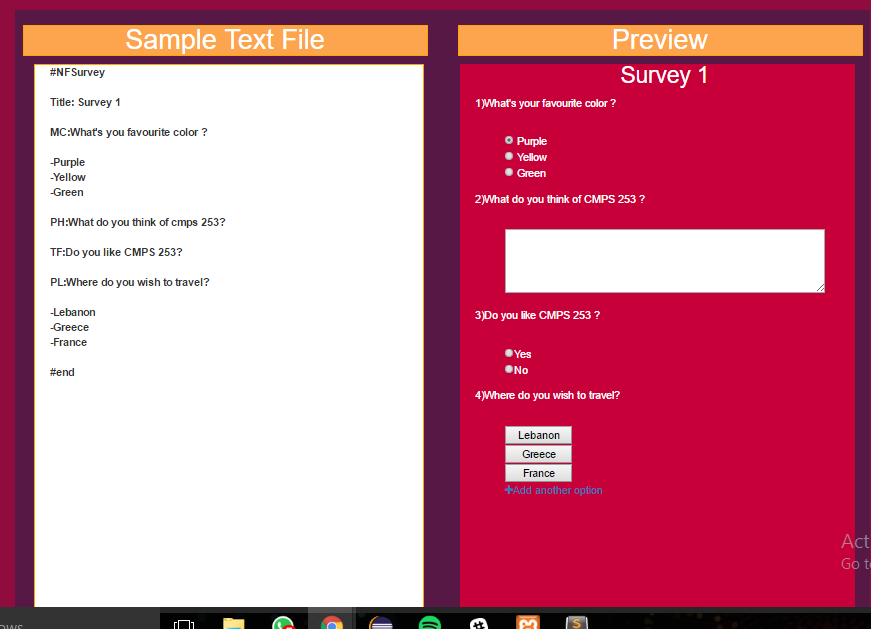 Sample Text File
#NFSurvey
Title: Survey 1
MC:What's you favourite color ?
-Purple
-Yellow
-Green
PH:What do you think of cmps 253?
TF:Do you like CMPS 253?
PL:Where do you wish to travel?
-Lebanon
-Greece
-France
#end
Preview
Survey 1
1)What's your favourite color ?
Purple
Yellow
Green
2)What do you think of CMPS 253 ?
3)Do you like CMPS 253 ?
Yes
No
4)Where do you wish to travel?
Lebanon
Greece
France
+Add another option
Act
Go t
ows
S